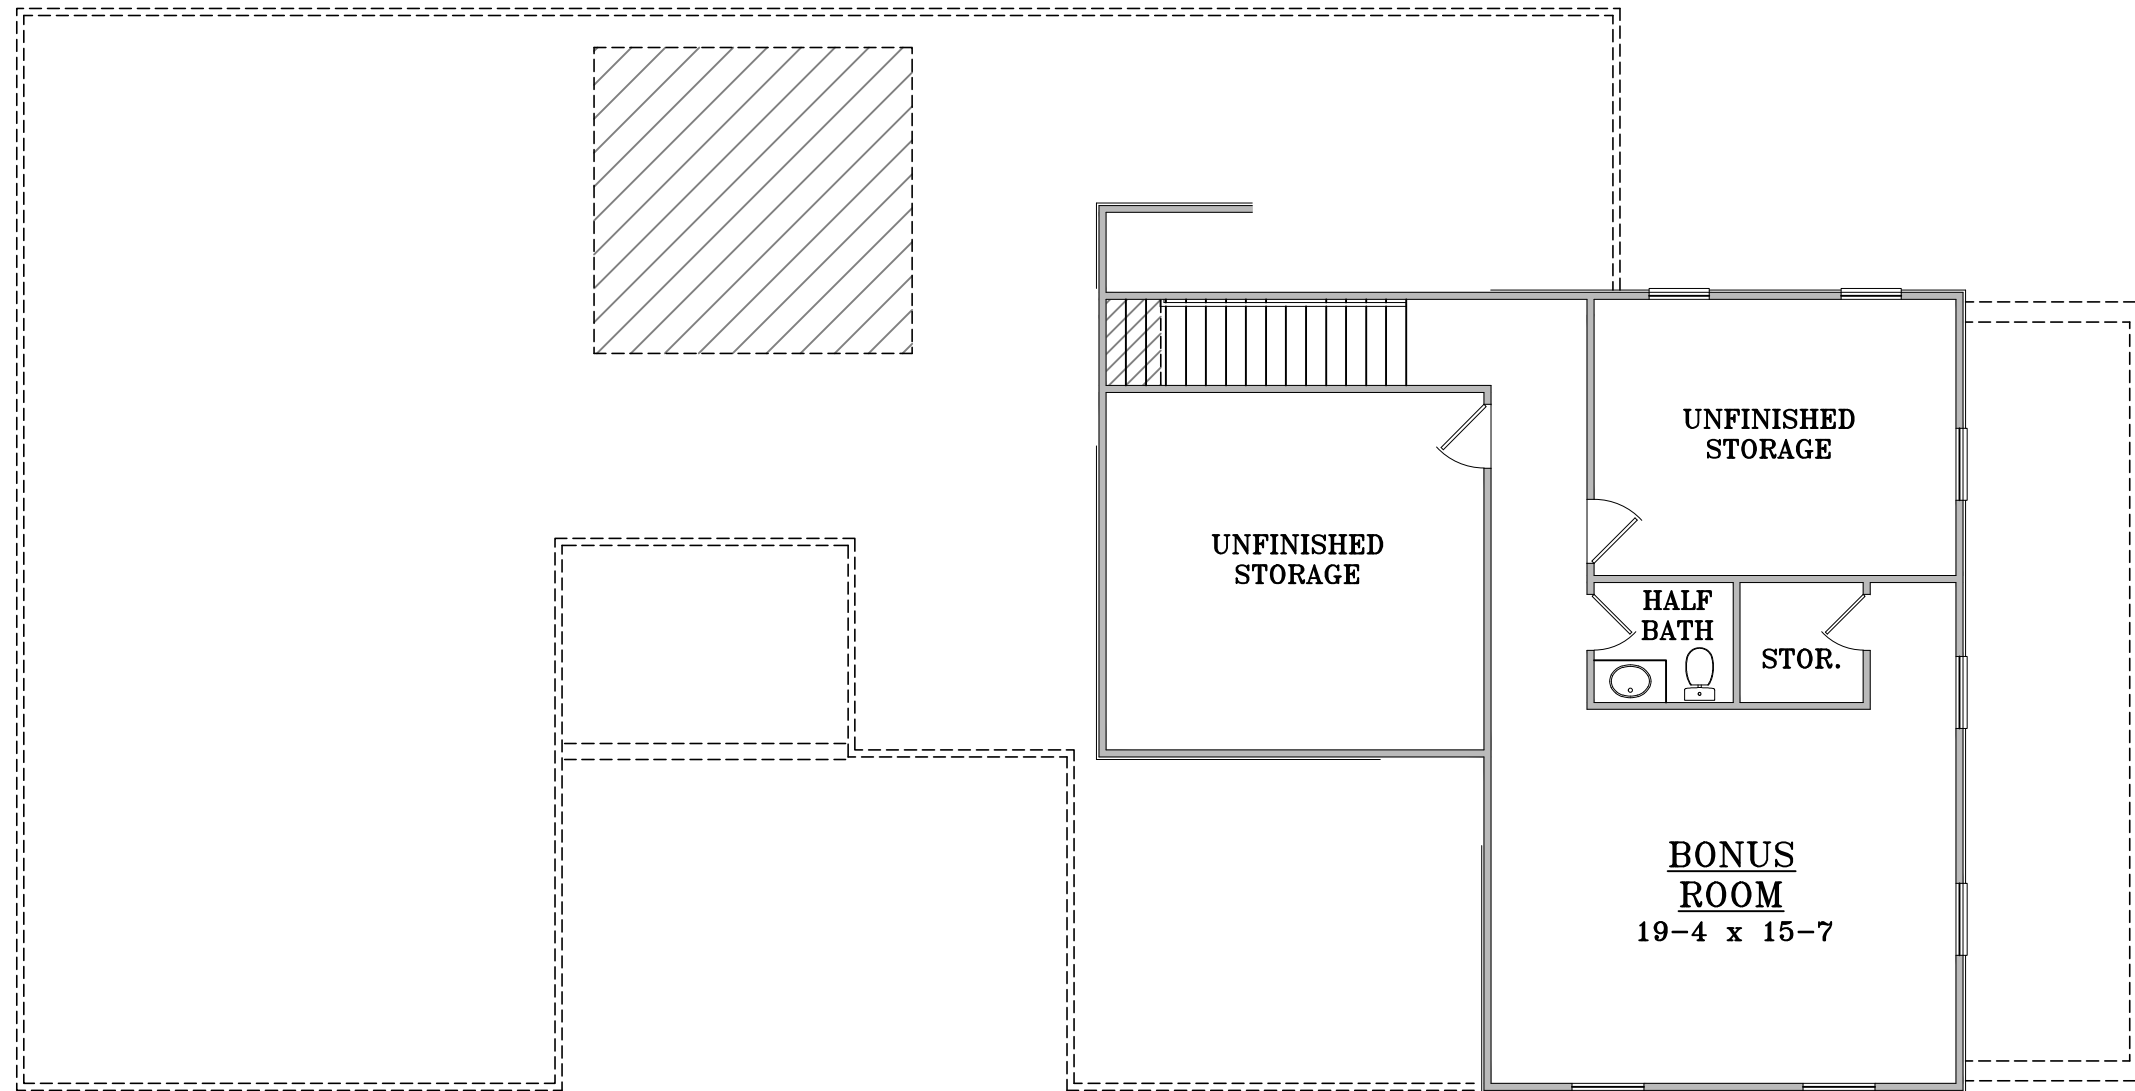 UNFINISHED
STORAGE
UNFINISHED
STORAGE
HALF
BATH
STOR.
BONUS
ROOM
19-4 x 15-7